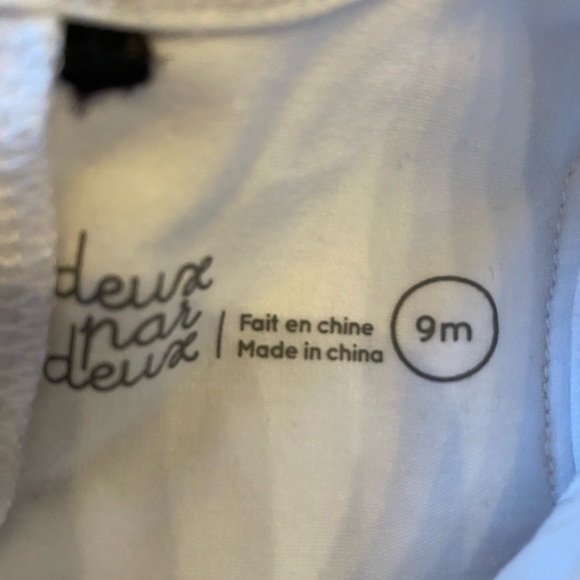 deux
par
deux
Fait en chine
Made in china
9m